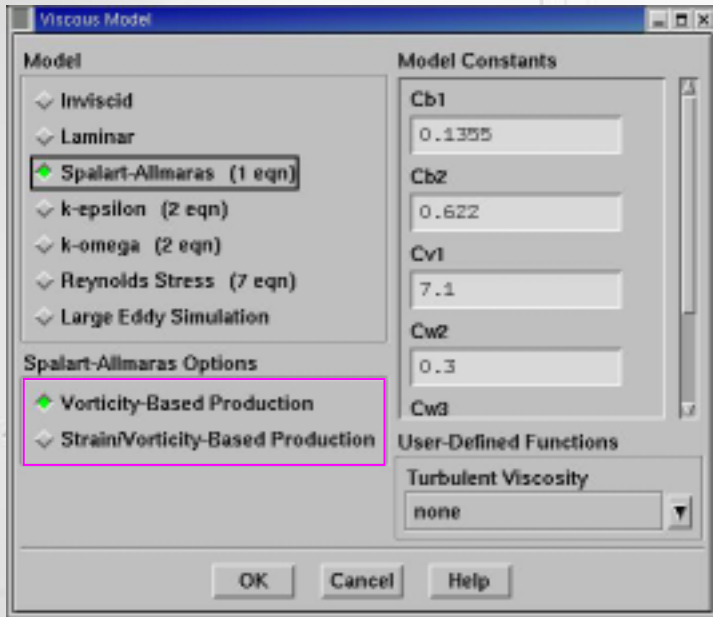 Viscous Model
Model
Inviscid
Laminar
Spalart-Allmaras (1 eqn)
k-epsilon (2 eqn)
k-omega (2 eqn)
Reynolds Stress (7 eqn)
Large Eddy Simulation
Spalart-Allmaras Options
Vorticity-Based Production
Strain/Vorticity-Based Production
Model Constants
Cb1
0.1355
Cb2
0.622
Cv1
7.1
Cw2
0.3
Cw3
User-Defined Functions
Turbulent Viscosity
none
OK
Cancel
Help